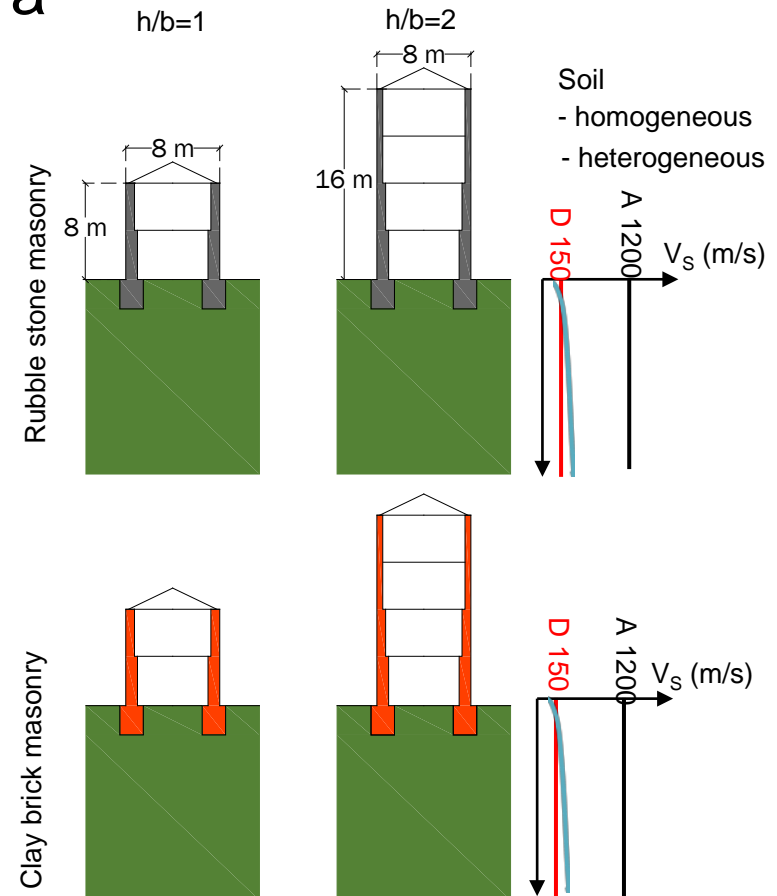 a
h/b=1
h/b=2
8 m
8 m
16 m
8 m
Soil
- homogeneous
- heterogeneous
Rubble stone masonry
D 150
A 1200
V_S (m/s)
Clay brick masonry
D 150
A 1200
V_S (m/s)